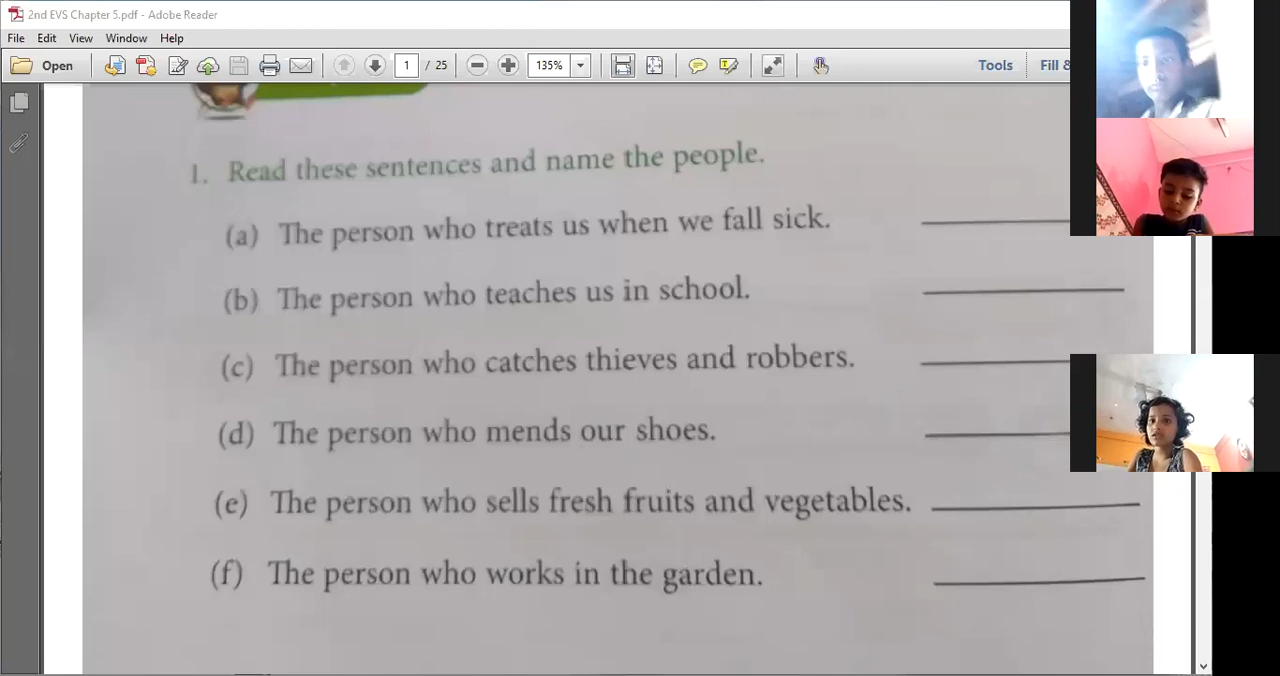 2nd EVS Chapter 5.pdf - Adobe Reader
File Edit View Window Help
Open 1 / 25 135% Tools Fill &
1. Read these sentences and name the people.
(a) The person who treats us when we fall sick.
(b) The person who teaches us in school.
(c) The person who catches thieves and robbers.
(d) The person who mends our shoes.
(e) The person who sells fresh fruits and vegetables.
(f) The person who works in the garden.